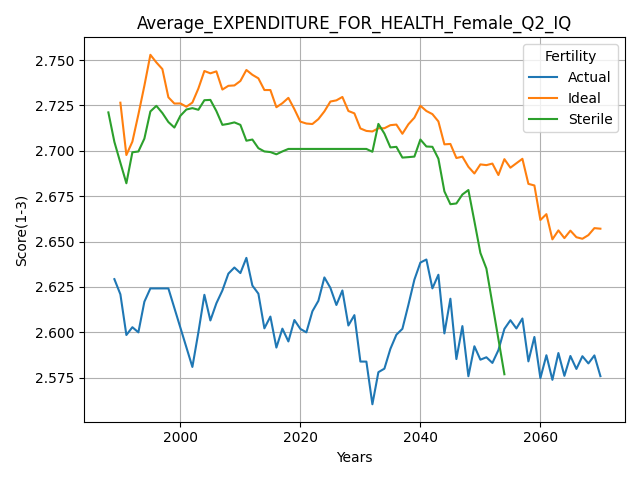 Average_EXPENDITURE_FOR_HEALTH_Female_Q2_IQ
Fertility
Actual
Ideal
Sterile
Score(1-3)
2.750
2.725
2.700
2.675
2.650
2.625
2.600
2.575
2000
2020
2040
2060
Years